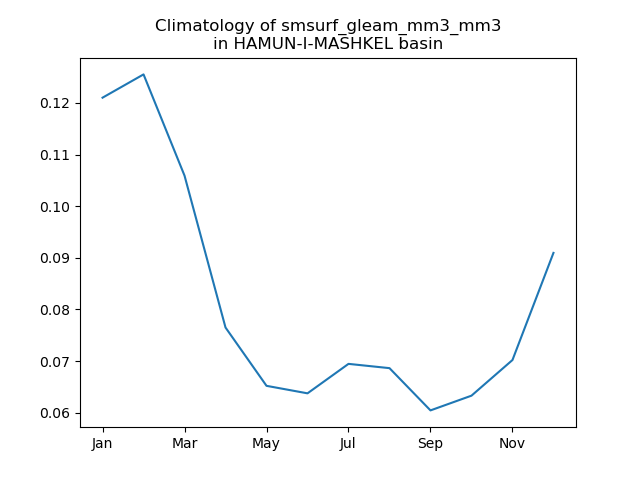 Climatology of smsurf_gleam_mm3_mm3
in HAMUN-I-MASHKEL basin
0.12
0.11
0.10
0.09
0.08
0.07
0.06
Jan Mar May Jul Sep Nov